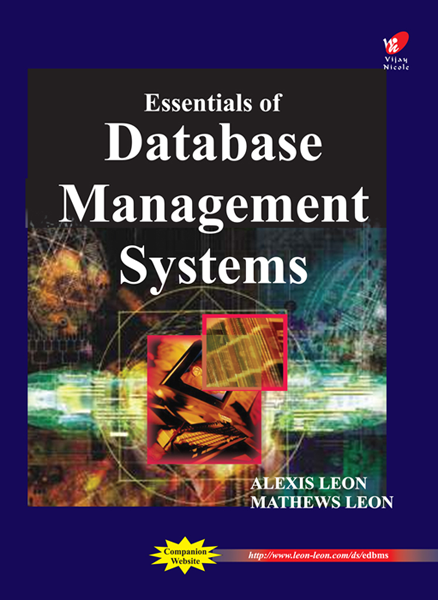 Vijay
Nicole
Essentials of
Database
Management
Systems
ALEXIS LEON
MATHEWS LEON
Companion
Website
http://www.leon-leon.com/ds/edbms